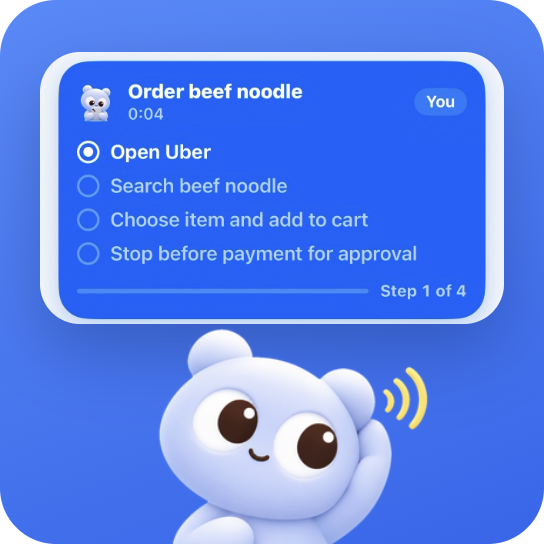 Order beef noodle
0:04
You
Open Uber
Search beef noodle
Choose item and add to cart
Stop before payment for approval
Step 1 of 4